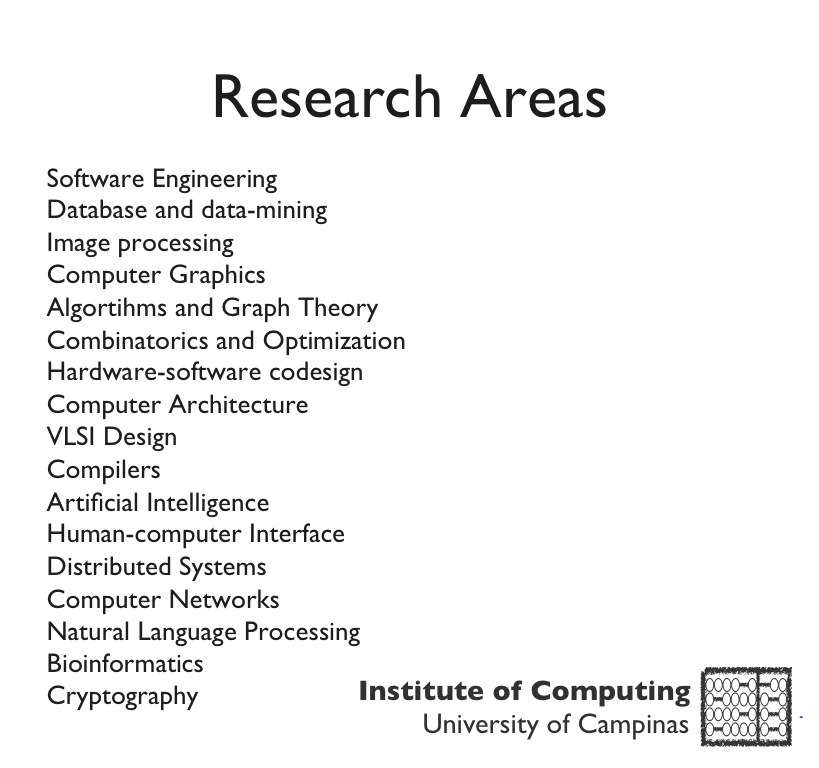 Research Areas
Software Engineering
Database and data-mining
Image processing
Computer Graphics
Algortihms and Graph Theory
Combinatorics and Optimization
Hardware-software codesign
Computer Architecture
VLSI Design
Compilers
Artificial Intelligence
Human-computer Interface
Distributed Systems
Computer Networks
Natural Language Processing
Bioinformatics
Cryptography
Institute of Computing
University of Campinas